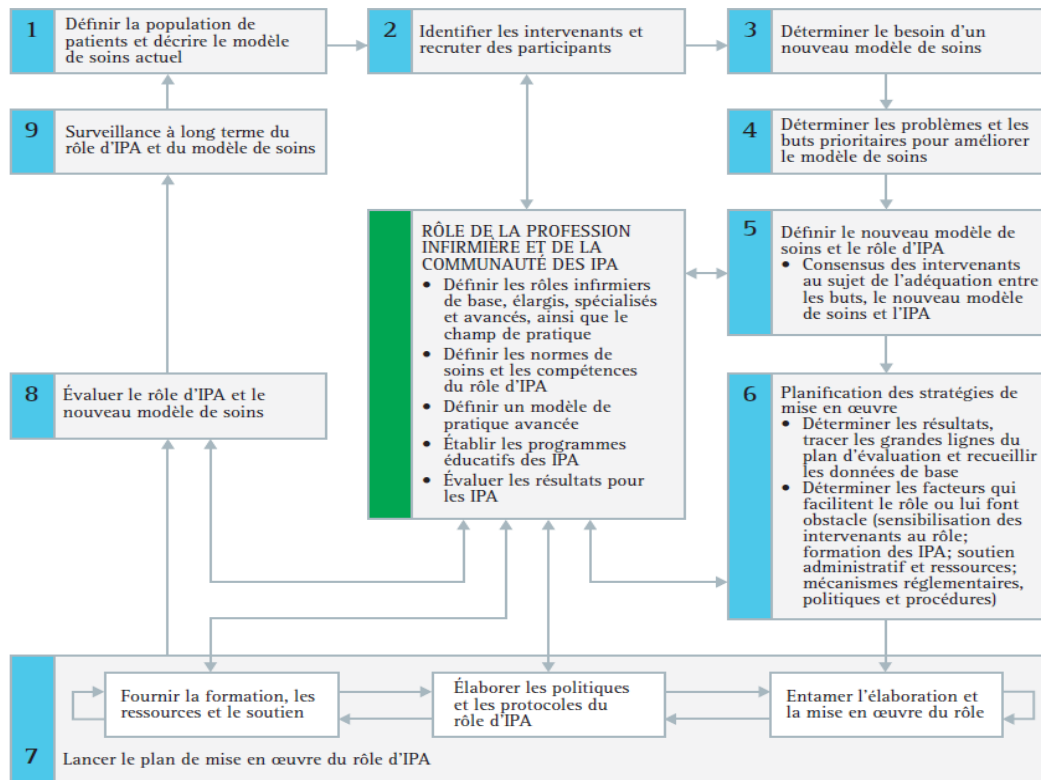 1
Définir la population de
patients et décrire le modèle
de soins actuel
2
Identifier les intervenants et
recruter des participants
3
Déterminer le besoin d'un
nouveau modèle de soins
9
Surveillance à long terme du
rôle d'IPA et du modèle de soins
4
Déterminer les problèmes et les
buts prioritaires pour améliorer
le modèle de soins
RÔLE DE LA PROFESSION
INFIRMIÈRE ET DE LA
COMMUNAUTÉ DES IPA
• Définir les rôles infirmiers
de base, élargis, spécialisés
et avancés, ainsi que le
champ de pratique
• Définir les normes de
soins et les compétences
du rôle d'IPA
• Définir un modèle de
pratique avancée
• Établir les programmes
éducatifs des IPA
• Évaluer les résultats pour
les IPA
5
Définir le nouveau modèle de
soins et le rôle d'IPA
• Consensus des intervenants
au sujet de l'adéquation entre
les buts, le nouveau modèle
de soins et l'IPA
8
Évaluer le rôle d'IPA et le
nouveau modèle de soins
6
Planification des stratégies de
mise en œuvre
• Déterminer les résultats,
tracer les grandes lignes du
plan d'évaluation et recueillir
les données de base
• Déterminer les facteurs qui
facilitent le rôle ou lui font
obstacle (sensibilisation des
intervenants au rôle;
formation des IPA; soutien
administratif et ressources;
mécanismes réglementaires,
politiques et procédures)
Fournir la formation, les
ressources et le soutien
Élaborer les politiques
et les protocoles du
rôle d'IPA
Entamer l'élaboration et
la mise en œuvre du rôle
7
Lancer le plan de mise en œuvre du rôle d'IPA